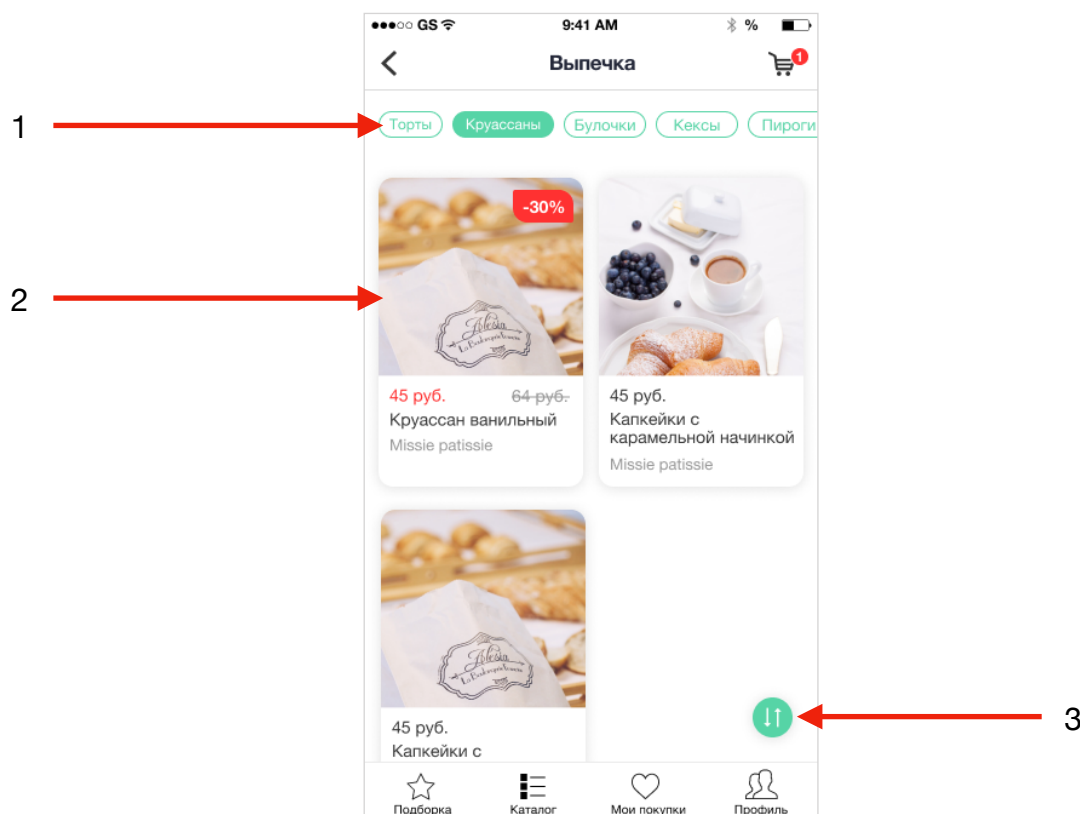 GS 9:41 AM %
Выпечка 1
1
Торты Круассаны Булочки Кексы Пироги
-30%
2
Alesia
45 руб. 64 руб. 45 руб.
Круассан ванильный Капкейки с
карамельной начинкой
Missie patissie Missie patissie
Alesia
3
45 руб.
Капкейки с
Подборка Каталог Мои покупки Профиль